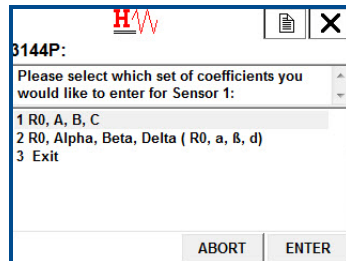 H
3144P:
Please select which set of coefficients you
would like to enter for Sensor 1:
1 R0, A, B, C
2 R0, Alpha, Beta, Delta ( R0, a, ß, d)
3 Exit
ABORT
ENTER